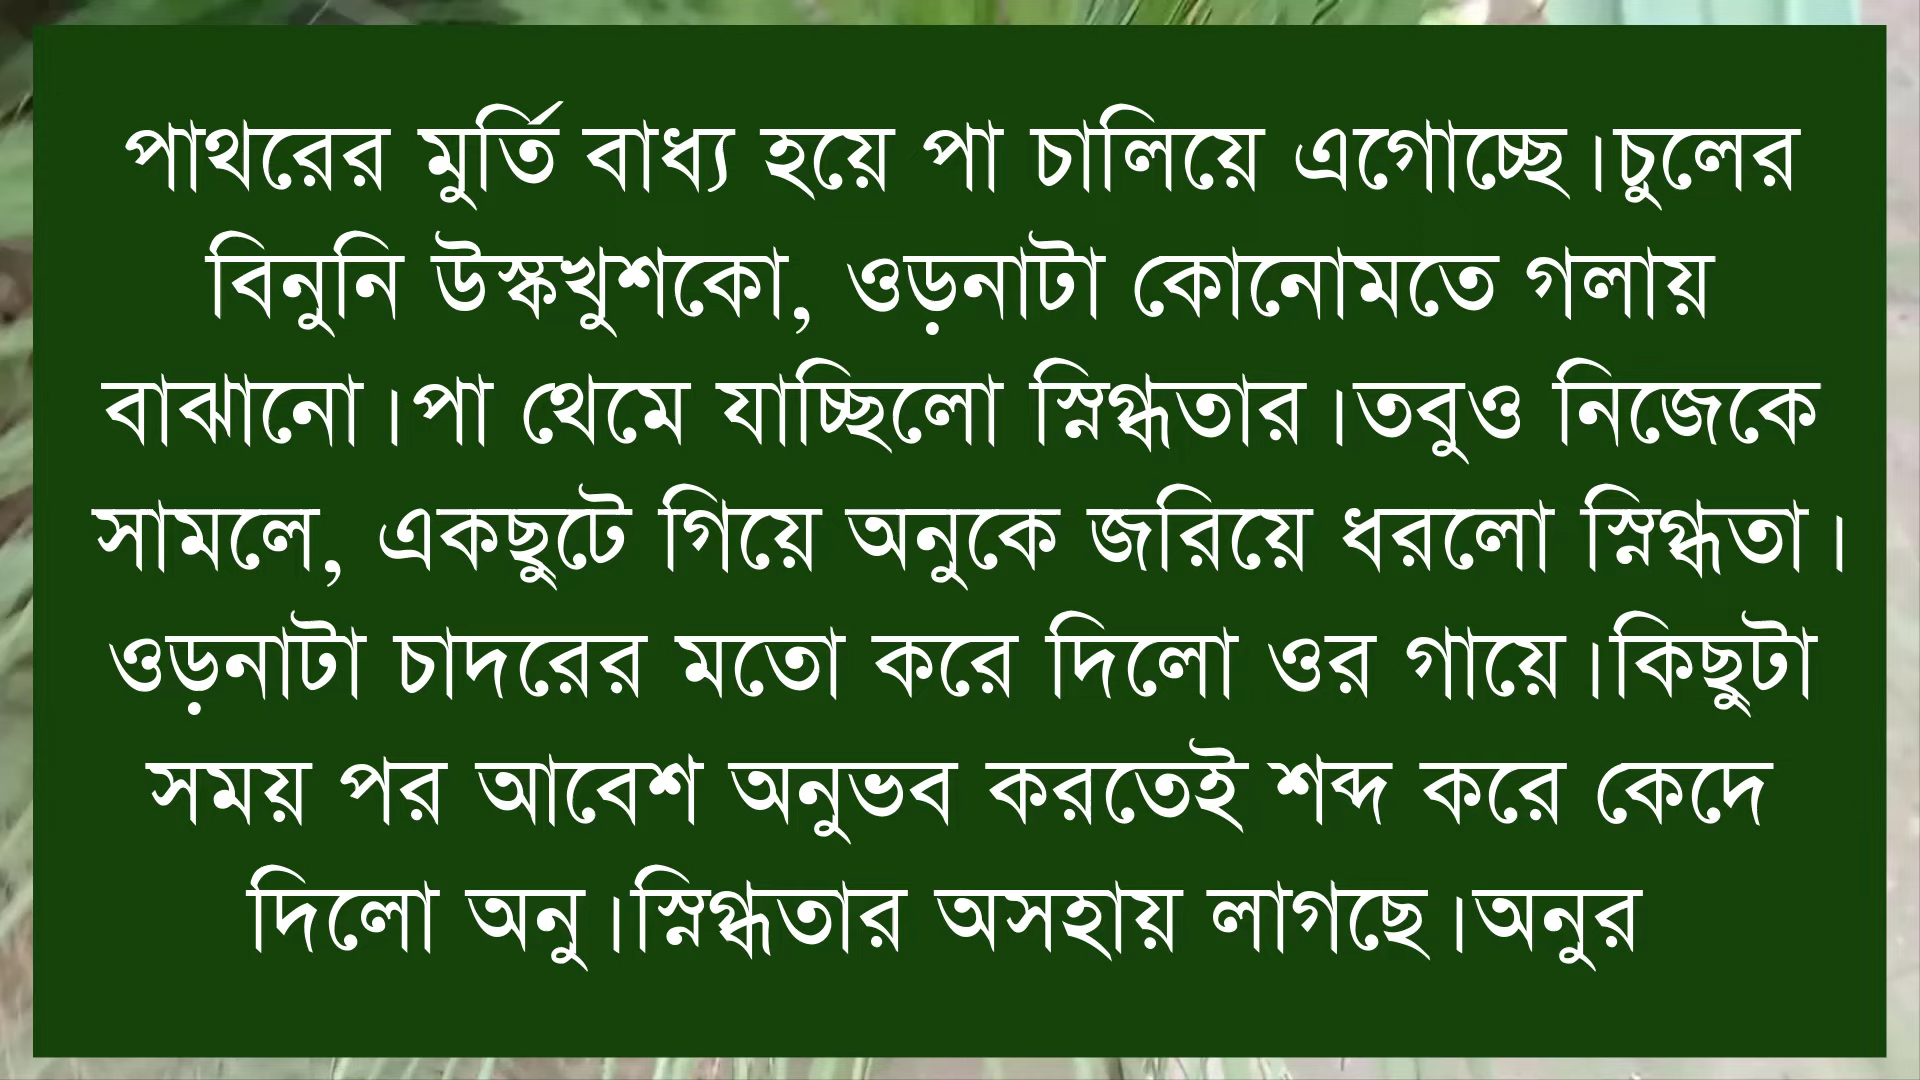 পাথরের মুর্তি বাধ্য হয়ে পা চালিয়ে এগোচ্ছে।চুলের
বিনুনি উস্কখুশকো, ওড়নাটা কোনোমতে গলায়
বাঝানো।পা থেমে যাচ্ছিলো স্নিগ্ধতার।তবুও নিজেকে
সামলে, একছুটে গিয়ে অনুকে জরিয়ে ধরলো স্নিগ্ধতা।
ওড়নাটা চাদরের মতো করে দিলো ওর গায়ে।কিছুটা
সময় পর আবেশ অনুভব করতেই শব্দ করে কেদে
দিলো অনু।স্নিগ্ধতার অসহায় লাগছে।অনুর